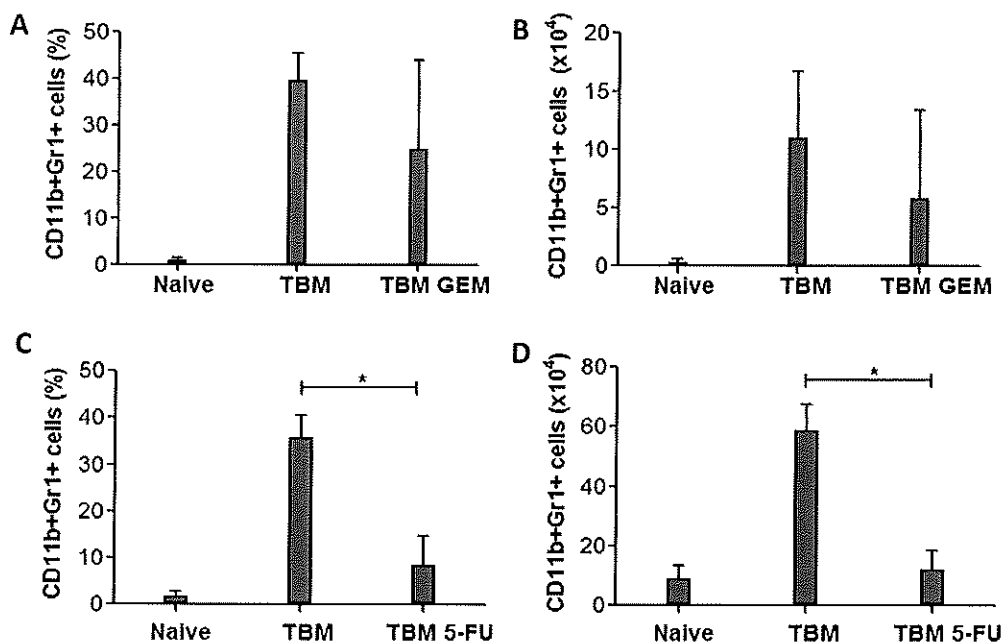 A
CD11b+Gr1+ cells (%)
50
40
30
20
10
0
Naive TBM TBM GEM
B
CD11b+Gr1+ cells (x10⁴)
20
15
10
5
0
Naive TBM TBM GEM
C
CD11b+Gr1+ cells (%)
50
40
30
20
10
0
*
Naive TBM TBM 5-FU
D
CD11b+Gr1+ cells (x10⁴)
80
60
40
20
0
*
Naive TBM TBM 5-FU